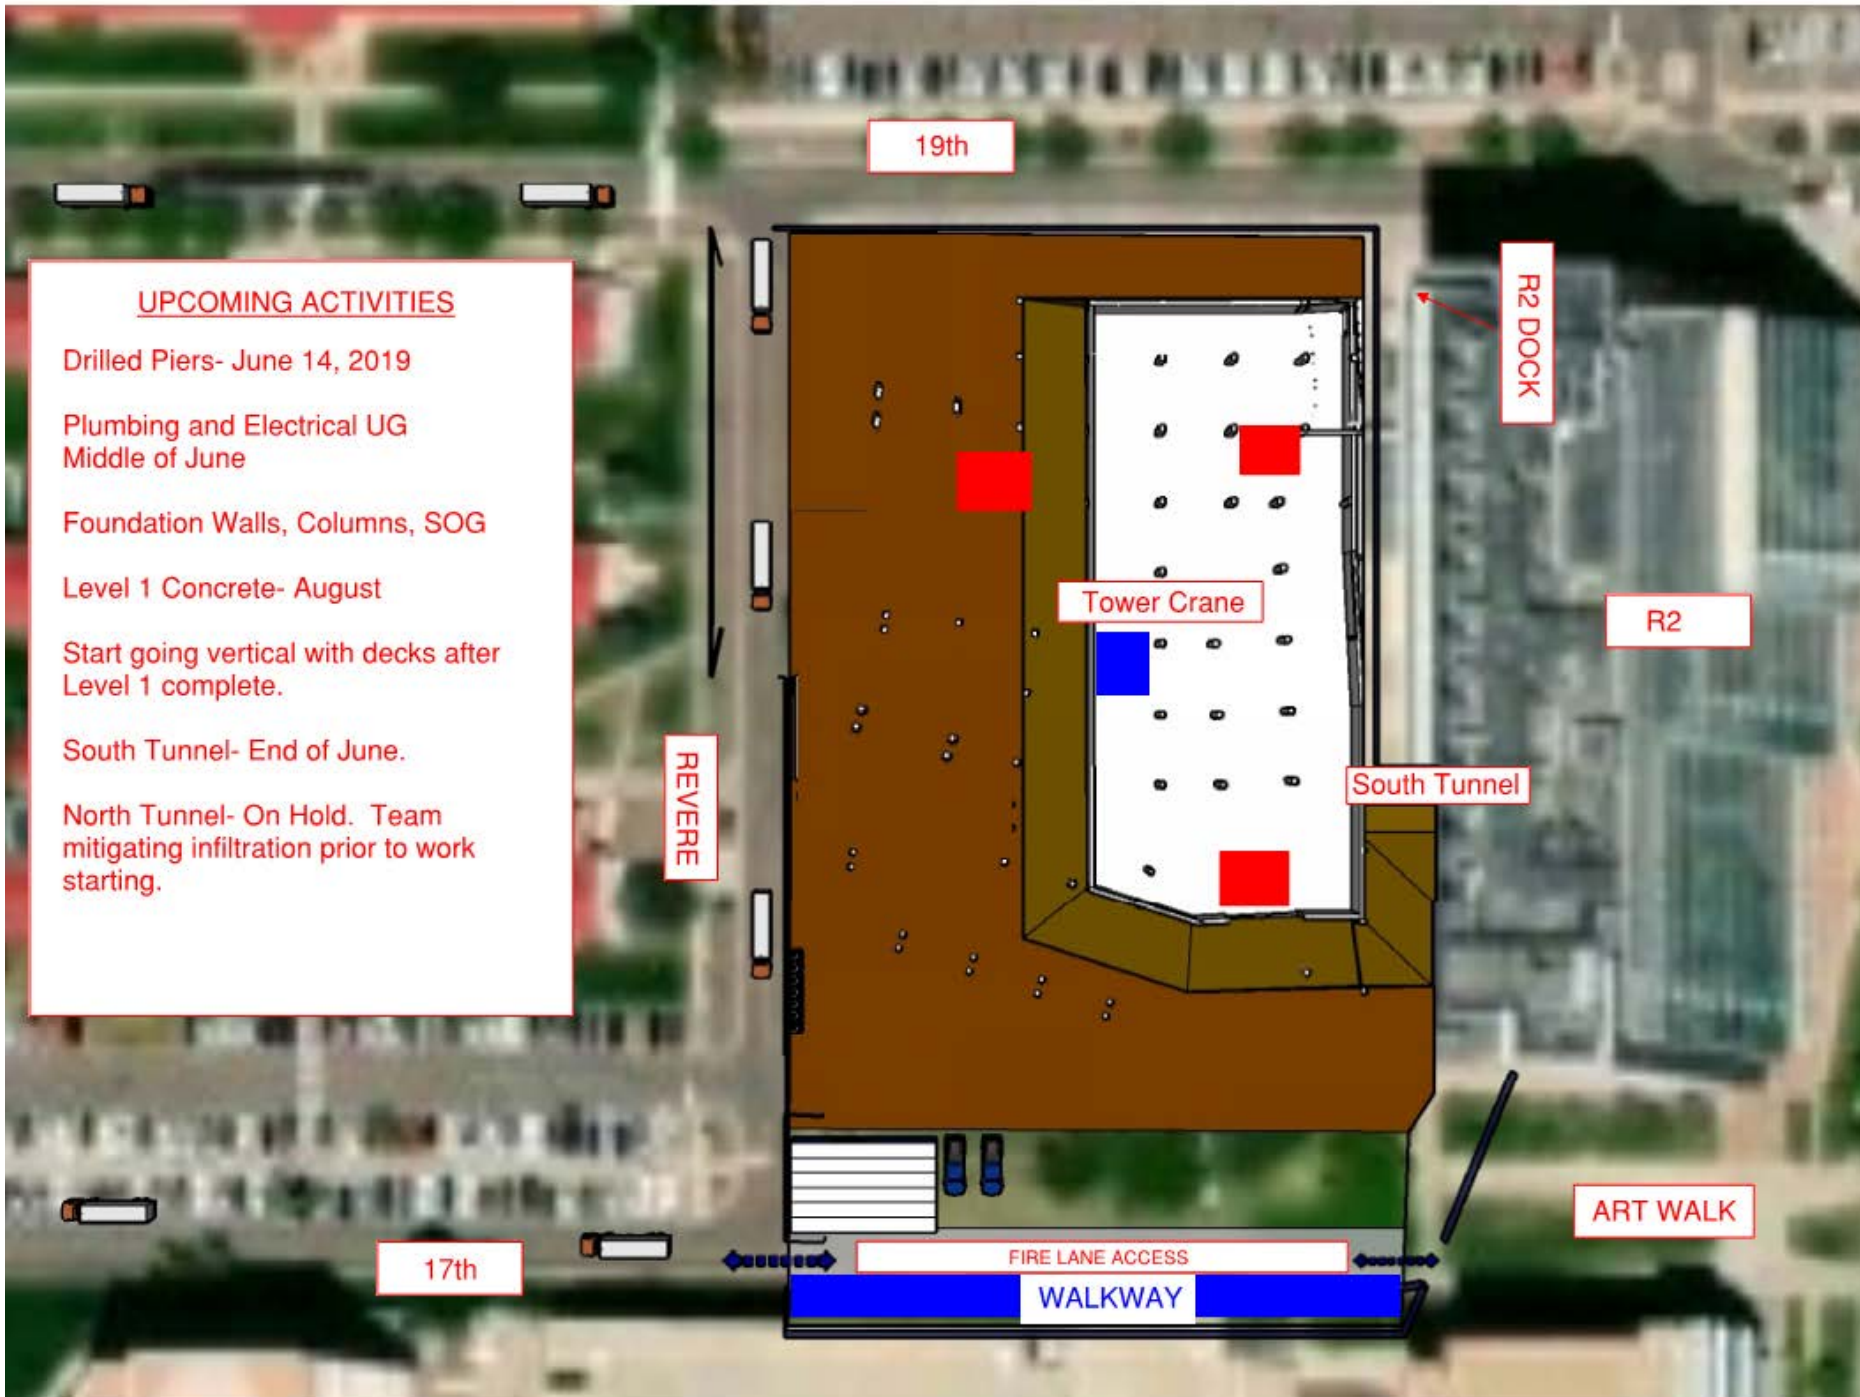 19th
UPCOMING ACTIVITIES
Drilled Piers- June 14, 2019
Plumbing and Electrical UG
Middle of June
Foundation Walls, Columns, SOG
Level 1 Concrete- August
Start going vertical with decks after
Level 1 complete.
South Tunnel- End of June.
North Tunnel- On Hold.  Team
mitigating infiltration prior to work
starting.
R2 DOCK
Tower Crane
R2
REVERE
South Tunnel
ART WALK
17th
FIRE LANE ACCESS
WALKWAY